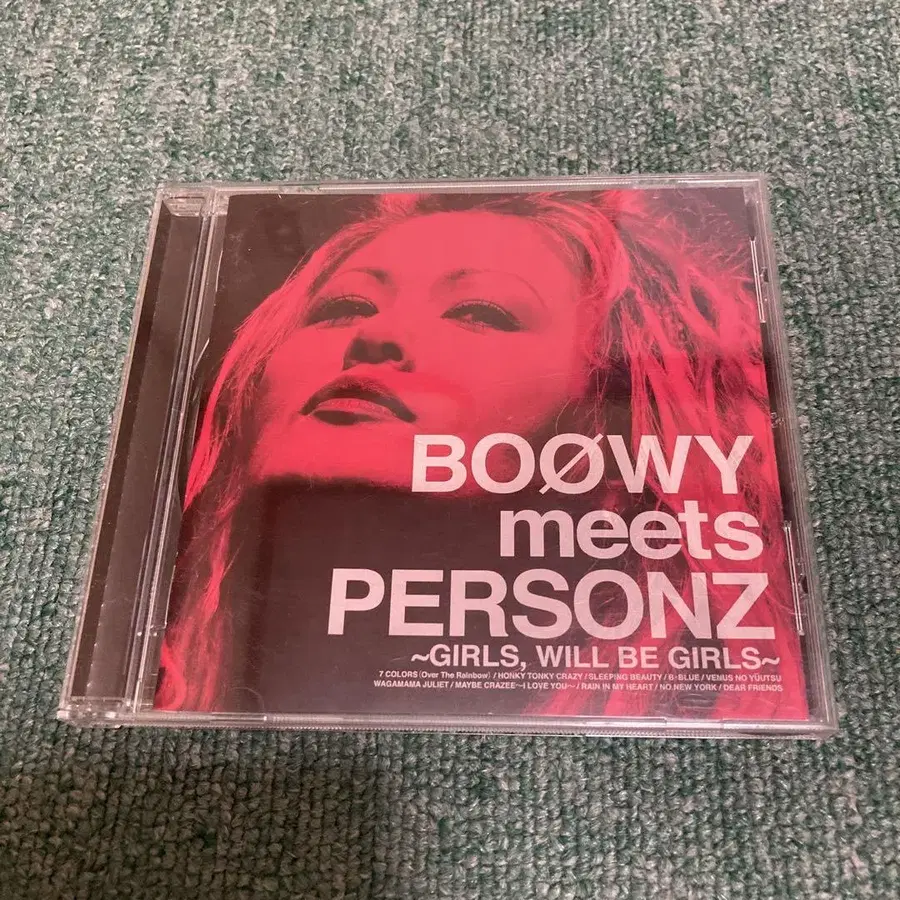 BOØWY
meets
PERSONZ
~GIRLS, WILL BE GIRLS~
7 COLORS (Over The Rainbow) / HONKY TONKY CRAZY / SLEEPING BEAUTY / B・BLUE / VENUS NO YÜUTSU
WAGAMAMA JULIET / MAYBE CRAZEE~I LOVE YOU~ / RAIN IN MY HEART / NO.NEW YORK / DEAR FRIENDS